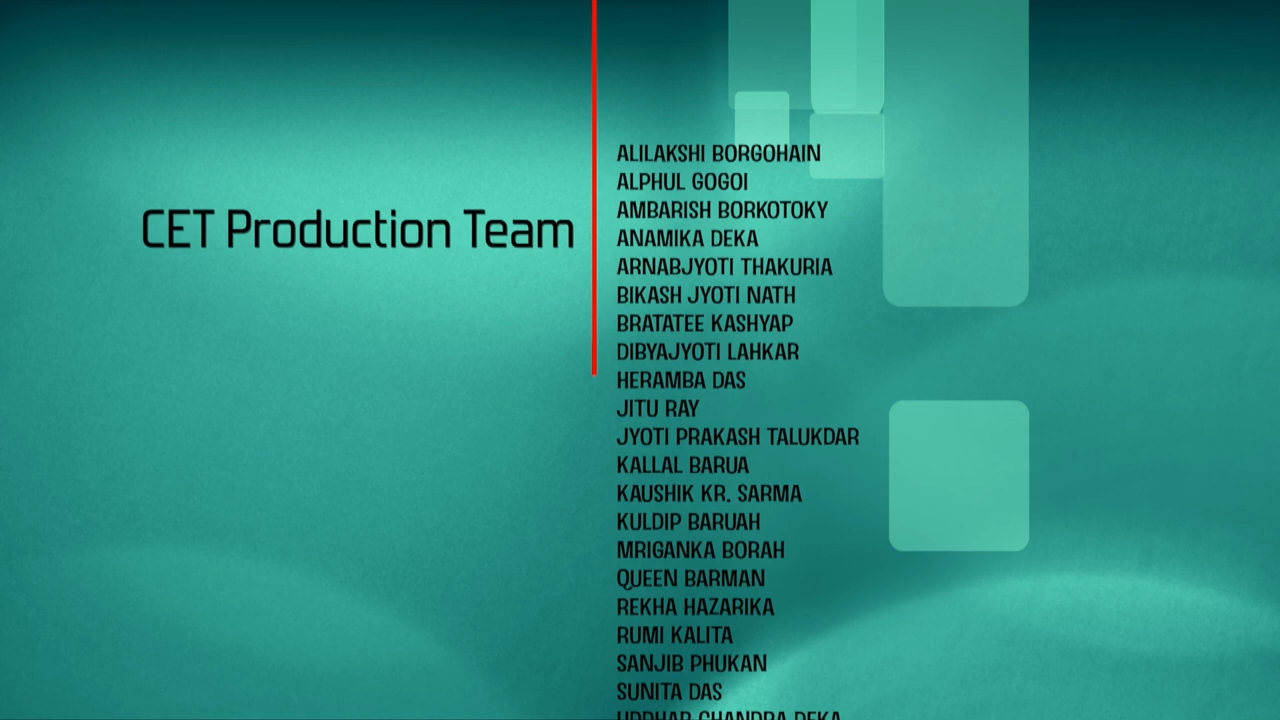 CET Production Team
ALILAKSHI BORGOHAIN
ALPHUL GOGOI
AMBARISH BORKOTOKY
ANAMIKA DEKA
ARNABJYOTI THAKURIA
BIKASH JYOTI NATH
BRATATEE KASHYAP
DIBYAJYOTI LAHKAR
HERAMBA DAS
JITU RAY
JYOTI PRAKASH TALUKDAR
KALLAL BARUA
KAUSHIK KR. SARMA
KULDIP BARUAH
MRIGANKA BORAH
QUEEN BARMAN
REKHA HAZARIKA
RUMI KALITA
SANJIB PHUKAN
SUNITA DAS
CHANDRA DEKA